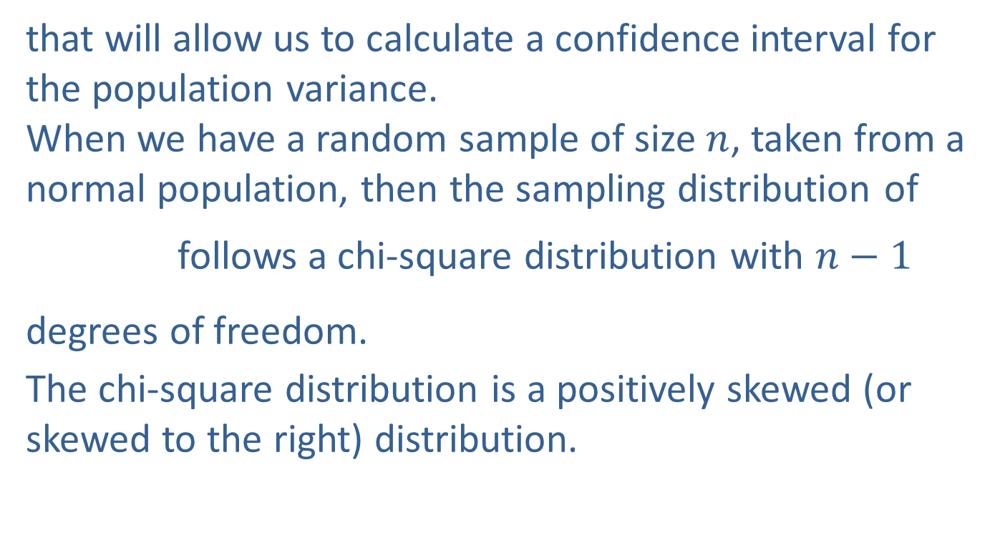 that will allow us to calculate a confidence interval for
the population variance.
When we have a random sample of size n, taken from a
normal population, then the sampling distribution of
follows a chi-square distribution with n − 1
degrees of freedom.
The chi-square distribution is a positively skewed (or
skewed to the right) distribution.